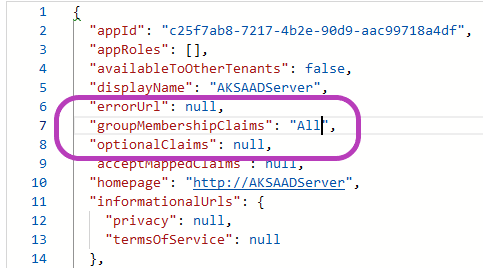 1 {
2 "appId": "c25f7ab8-7217-4b2e-90d9-aac99718a4df",
3 "appRoles": [],
4 "availableToOtherTenants": false,
5 "displayName": "AKSAADServer",
6 "errorUrl": null,
7 "groupMembershipClaims": "All",
8 "optionalClaims": null,
9 "acceptMappedClaims": null,
10 "homepage": "http://AKSAADServer",
11 "informationalUrls": {
12 "privacy": null,
13 "termsOfService": null
14 },